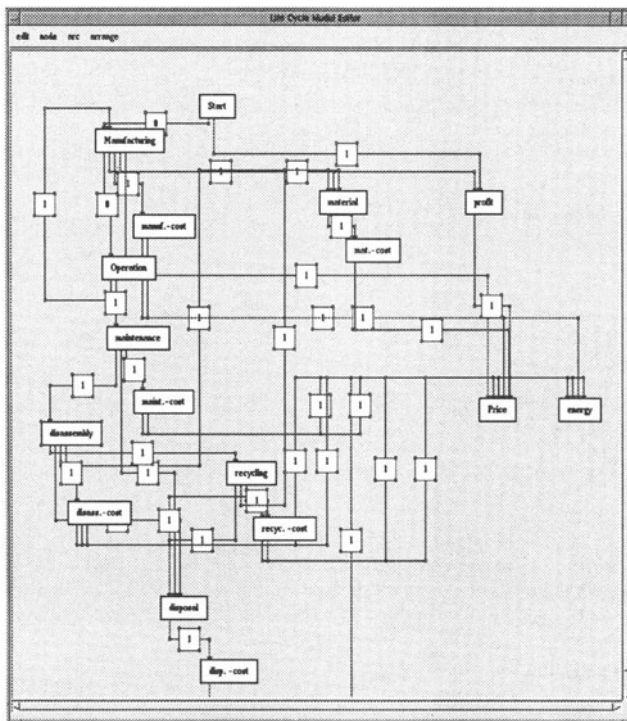 Life Cycle Model Editor
edit node arc arrange
Start
0
Manufacturing
1
1 1 1
1 0 material profit
manuf.-cost 1
mat.-cost
Operation 1
1 1
1 1 1 1
maintenance
1
1
maint.-cost 1 1 Price energy
disassembly
1 1 1
recycling
1 1 1 1
1
disass.-cost
1 recyc.-cost
1
disposal
1
disp.-cost